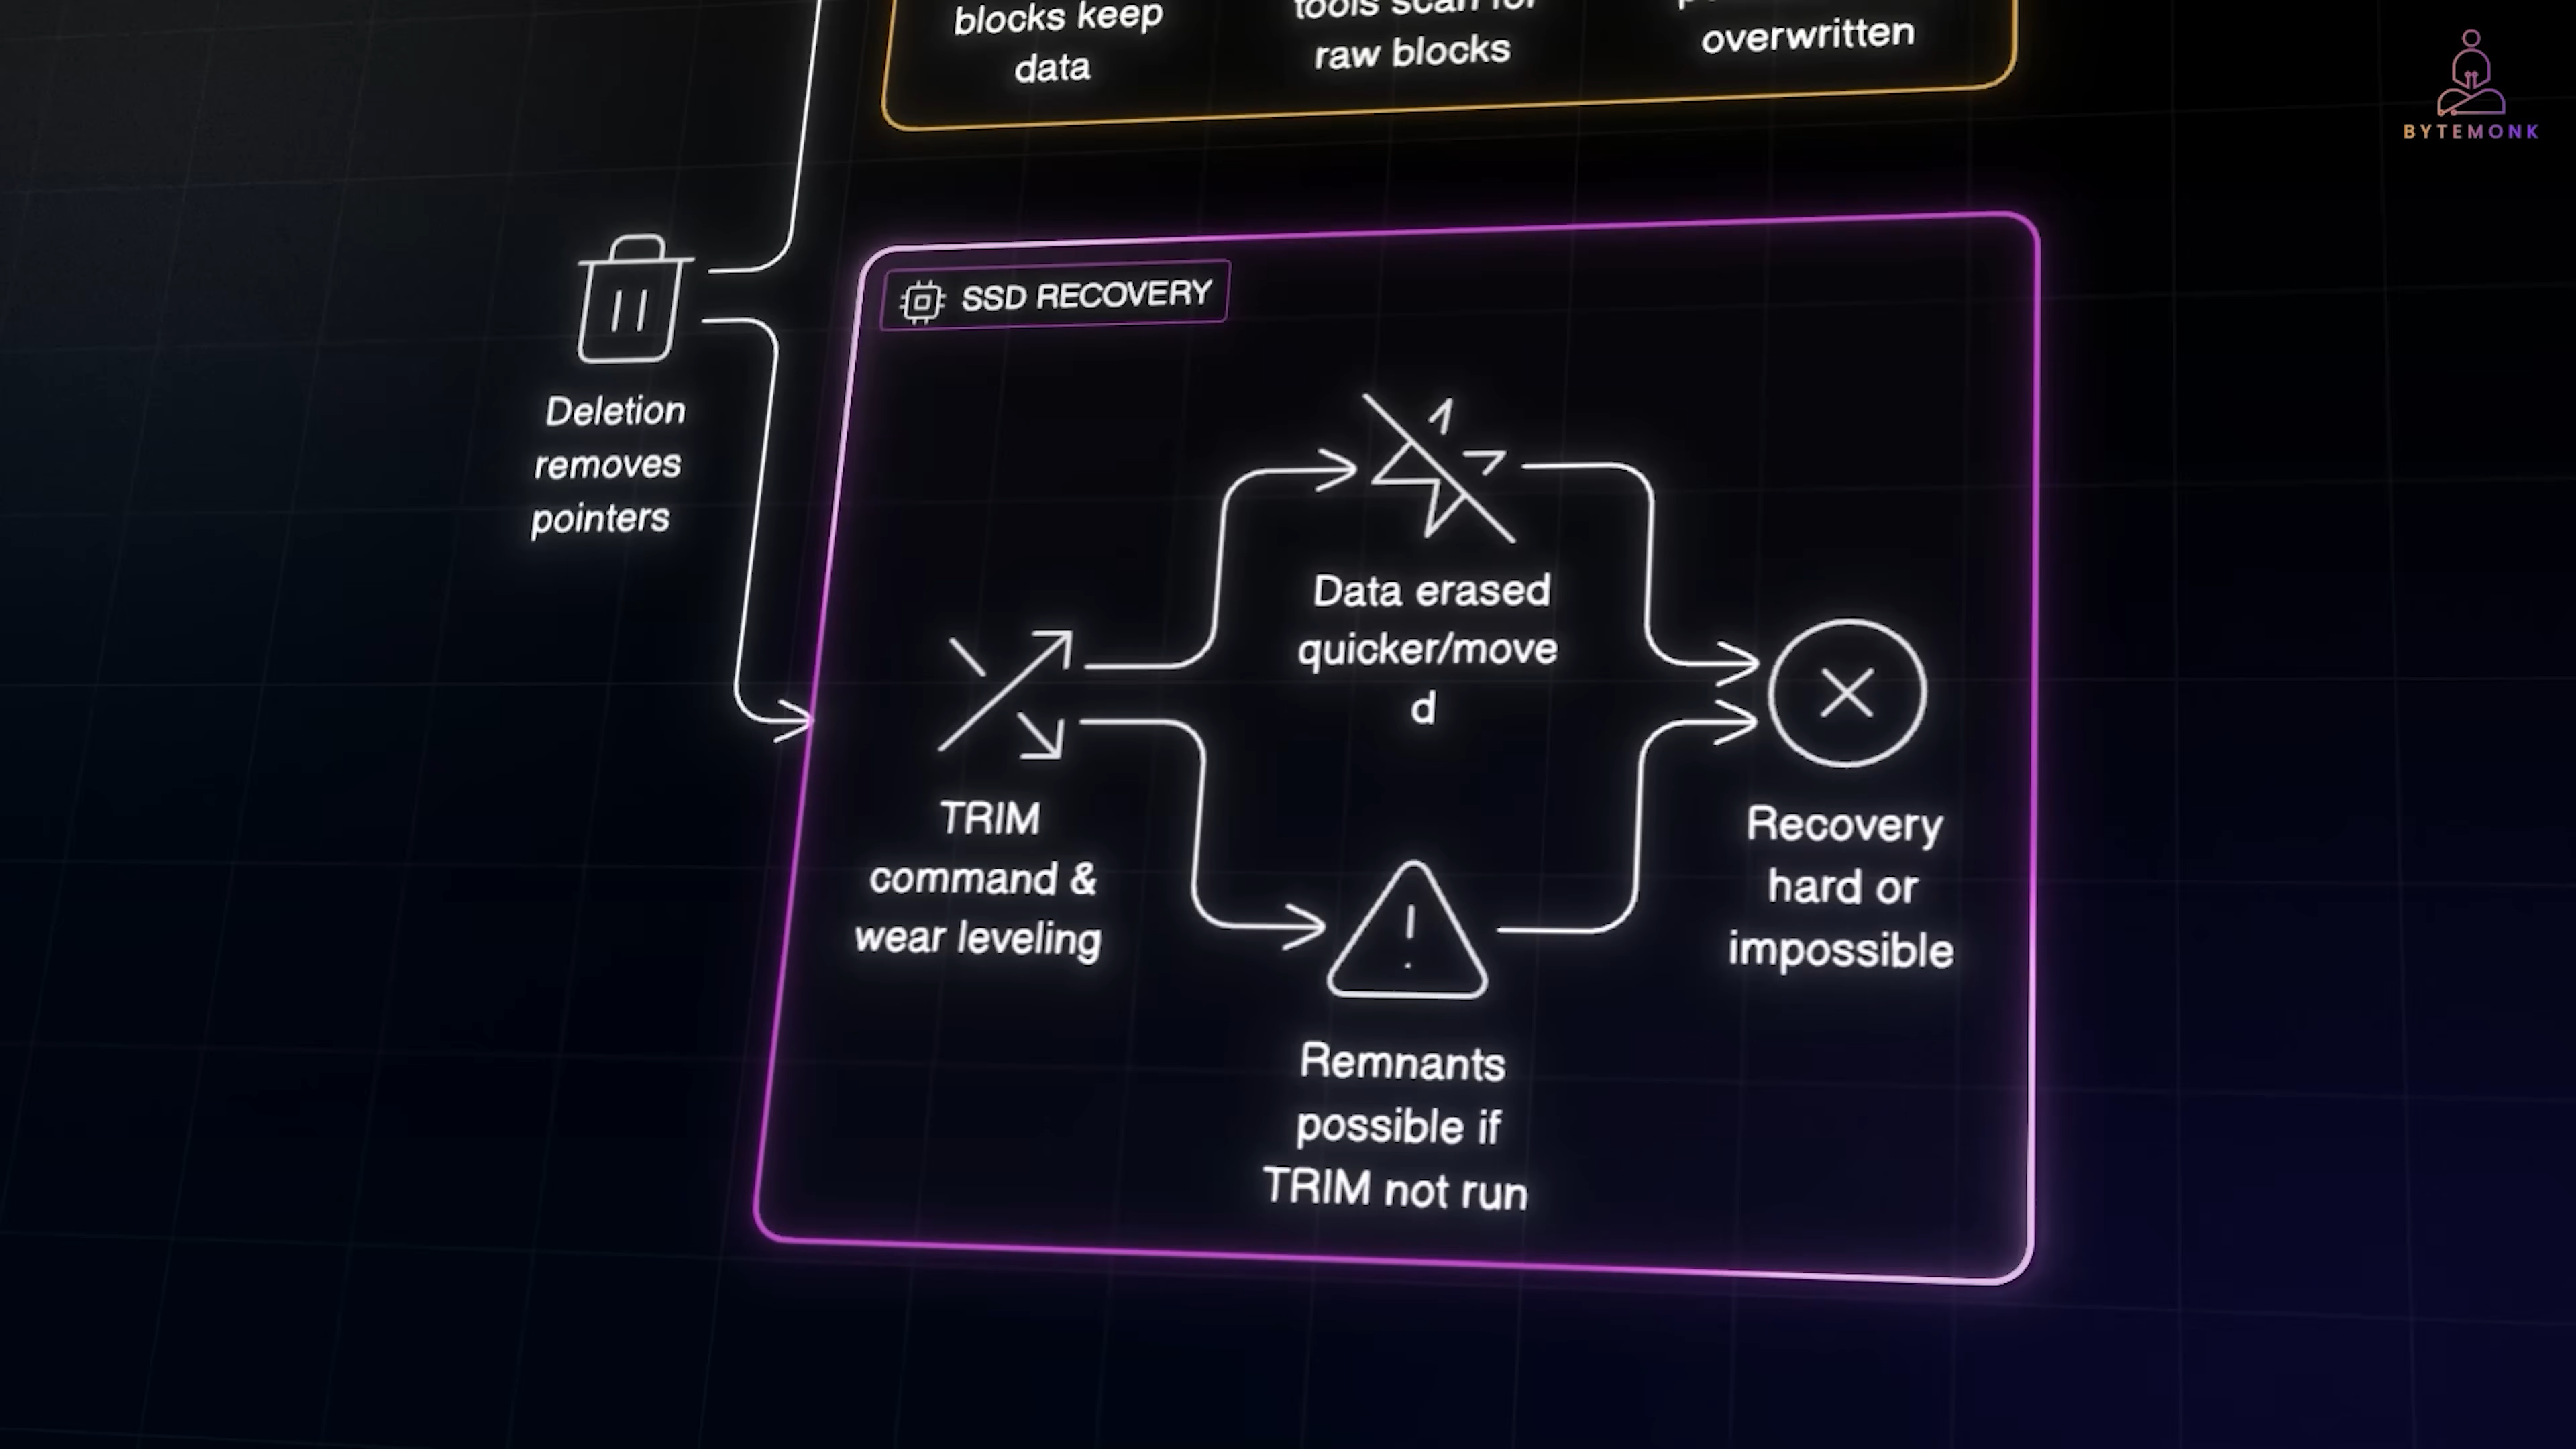 blocks keep
data
tools scan for
raw blocks
overwritten
BYTEMONK
SSD RECOVERY
Deletion
removes
pointers
Data erased
quicker/move
d
TRIM
command &
wear leveling
Recovery
hard or
impossible
Remnants
possible if
TRIM not run